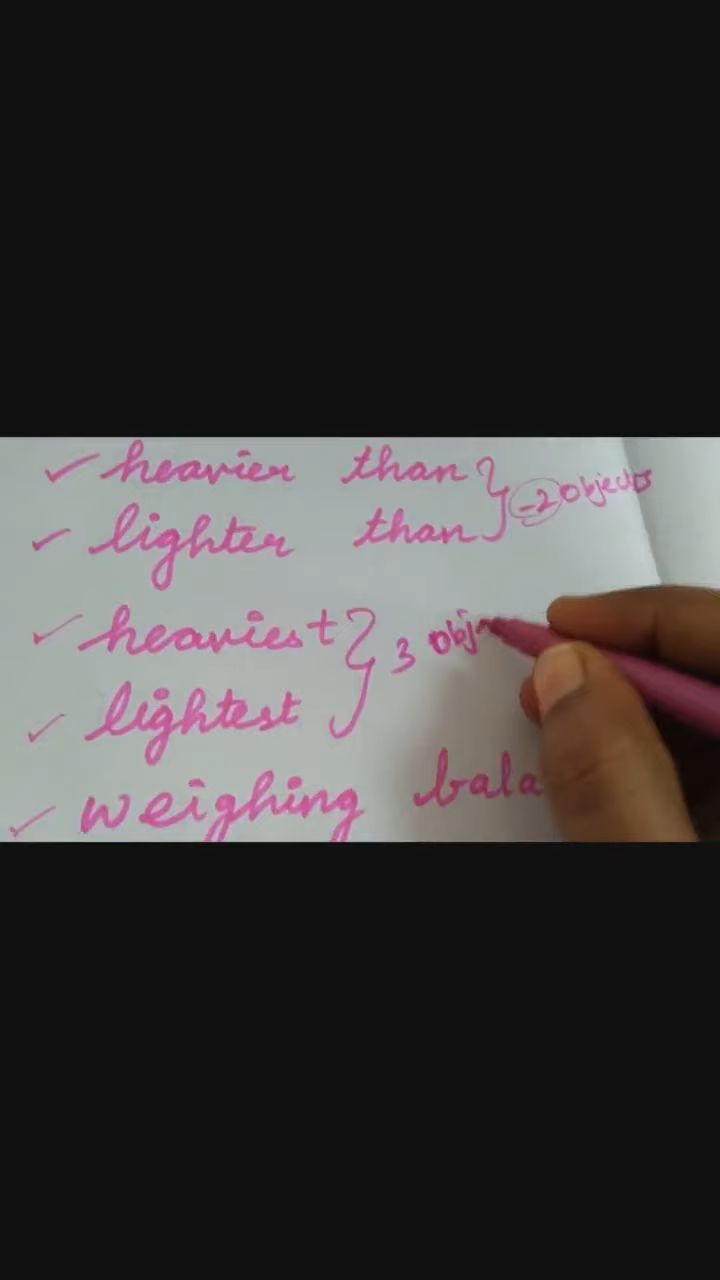 ✓ heavier than } -2 objects
✓ lighter than
✓ heaviest } 3 obj
✓ lightest
✓ weighing bala